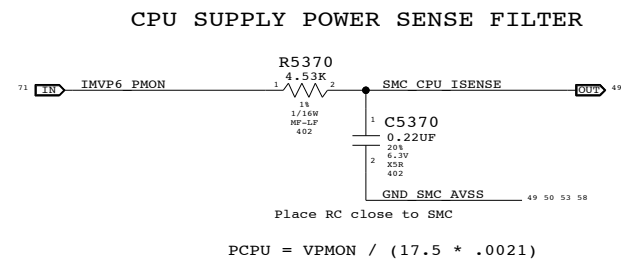 CPU SUPPLY POWER SENSE FILTER
R5370
4.53K
71 IN IMVP6_PMON 1 2 SMC_CPU_ISENSE OUT 49
1%
1/16W
MF-LF
402
1 C5370
0.22UF
20%
6.3V
2 X5R
402
GND_SMC_AVSS 49 50 53 58
Place RC close to SMC
PCPU = VPMON / (17.5 * .0021)